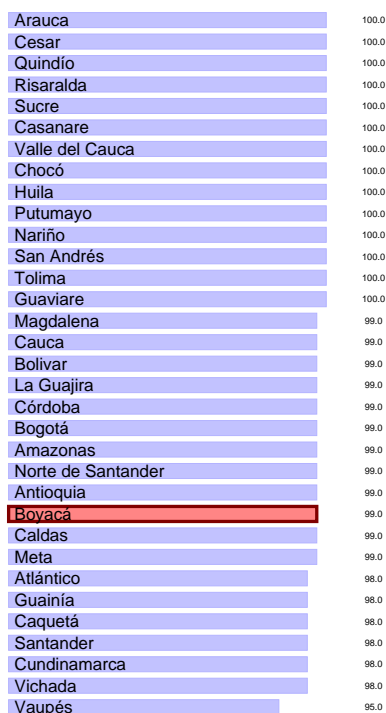 Arauca 100.0
Cesar 100.0
Quindío 100.0
Risaralda 100.0
Sucre 100.0
Casanare 100.0
Valle del Cauca 100.0
Chocó 100.0
Huila 100.0
Putumayo 100.0
Nariño 100.0
San Andrés 100.0
Tolima 100.0
Guaviare 100.0
Magdalena 99.0
Cauca 99.0
Bolivar 99.0
La Guajira 99.0
Córdoba 99.0
Bogotá 99.0
Amazonas 99.0
Norte de Santander 99.0
Antioquia 99.0
Boyacá 99.0
Caldas 99.0
Meta 99.0
Atlántico 98.0
Guainía 98.0
Caquetá 98.0
Santander 98.0
Cundinamarca 98.0
Vichada 98.0
Vaupés 95.0